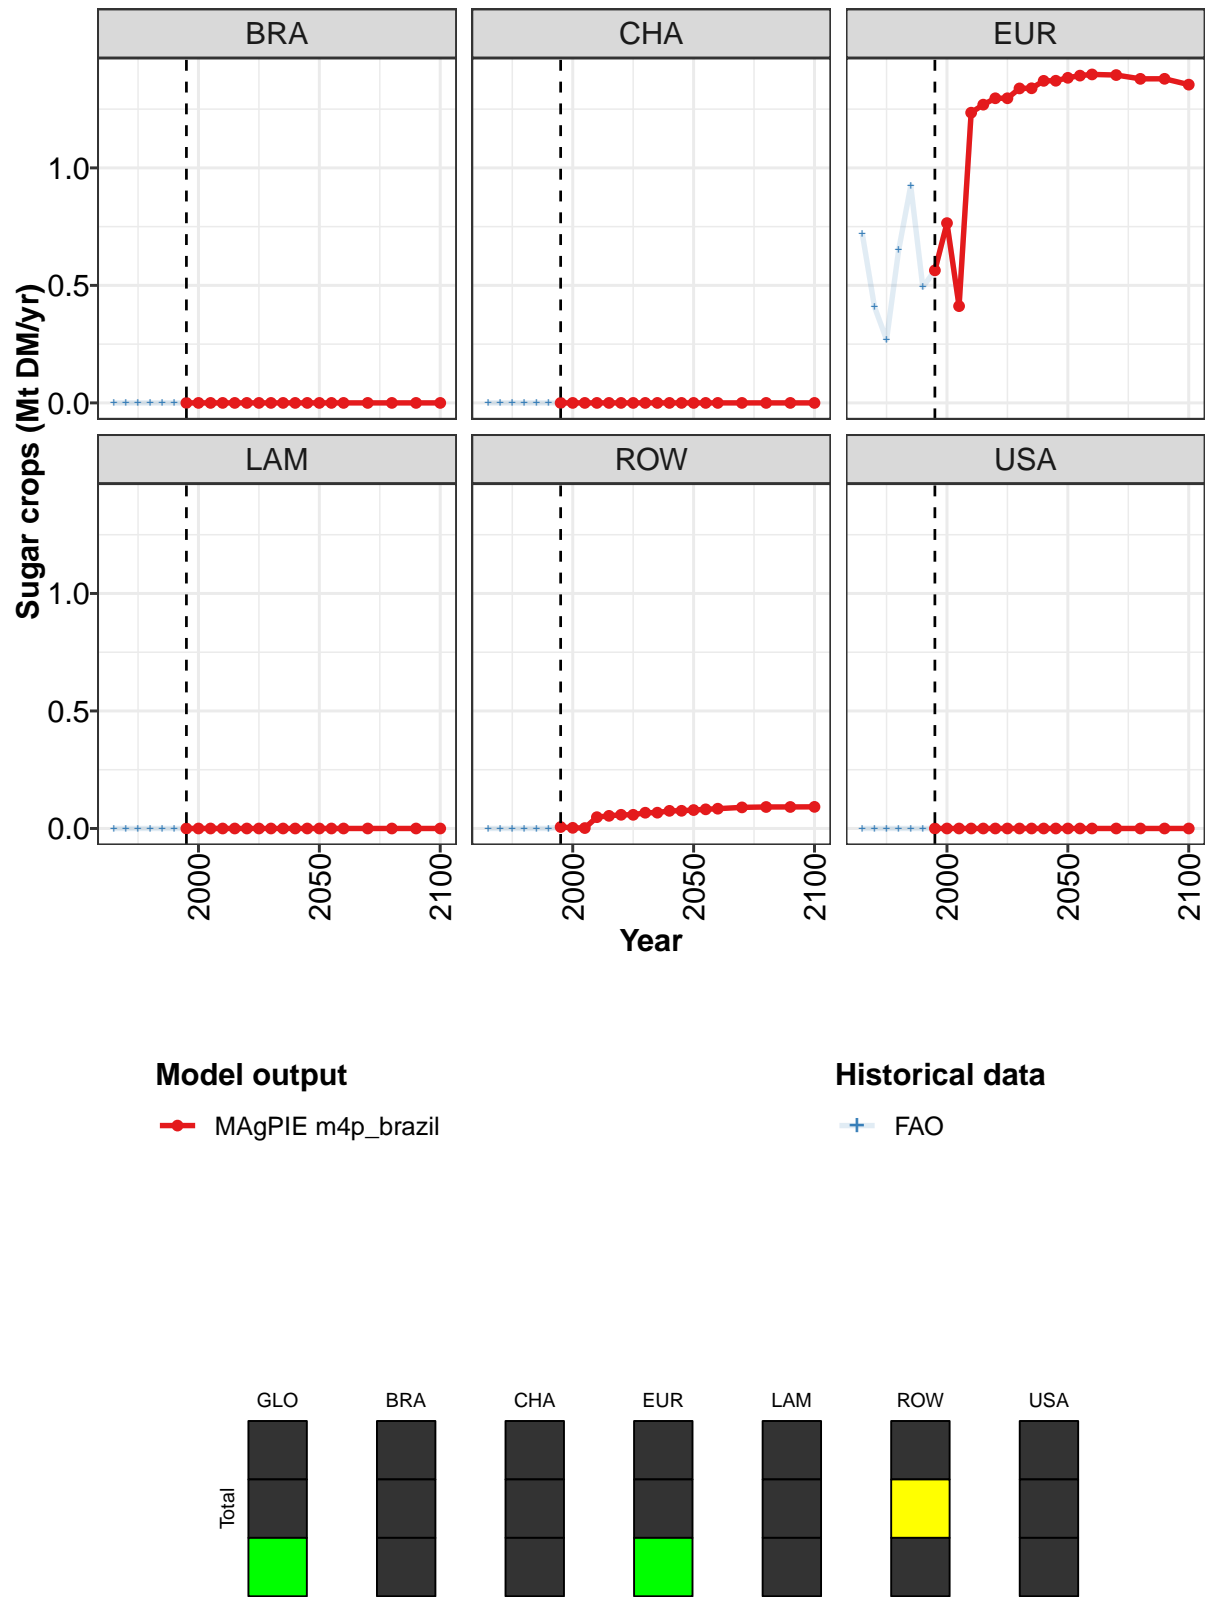 BRA CHA EUR
1.0
0.5
0.0
LAM ROW USA
1.0
0.5
0.0
Sugar crops (Mt DM/yr)
2000 2050 2100 2000 2050 2100 2000 2050 2100
Year
Model output Historical data
MAgPIE m4p_brazil FAO
GLO BRA CHA EUR LAM ROW USA
Total